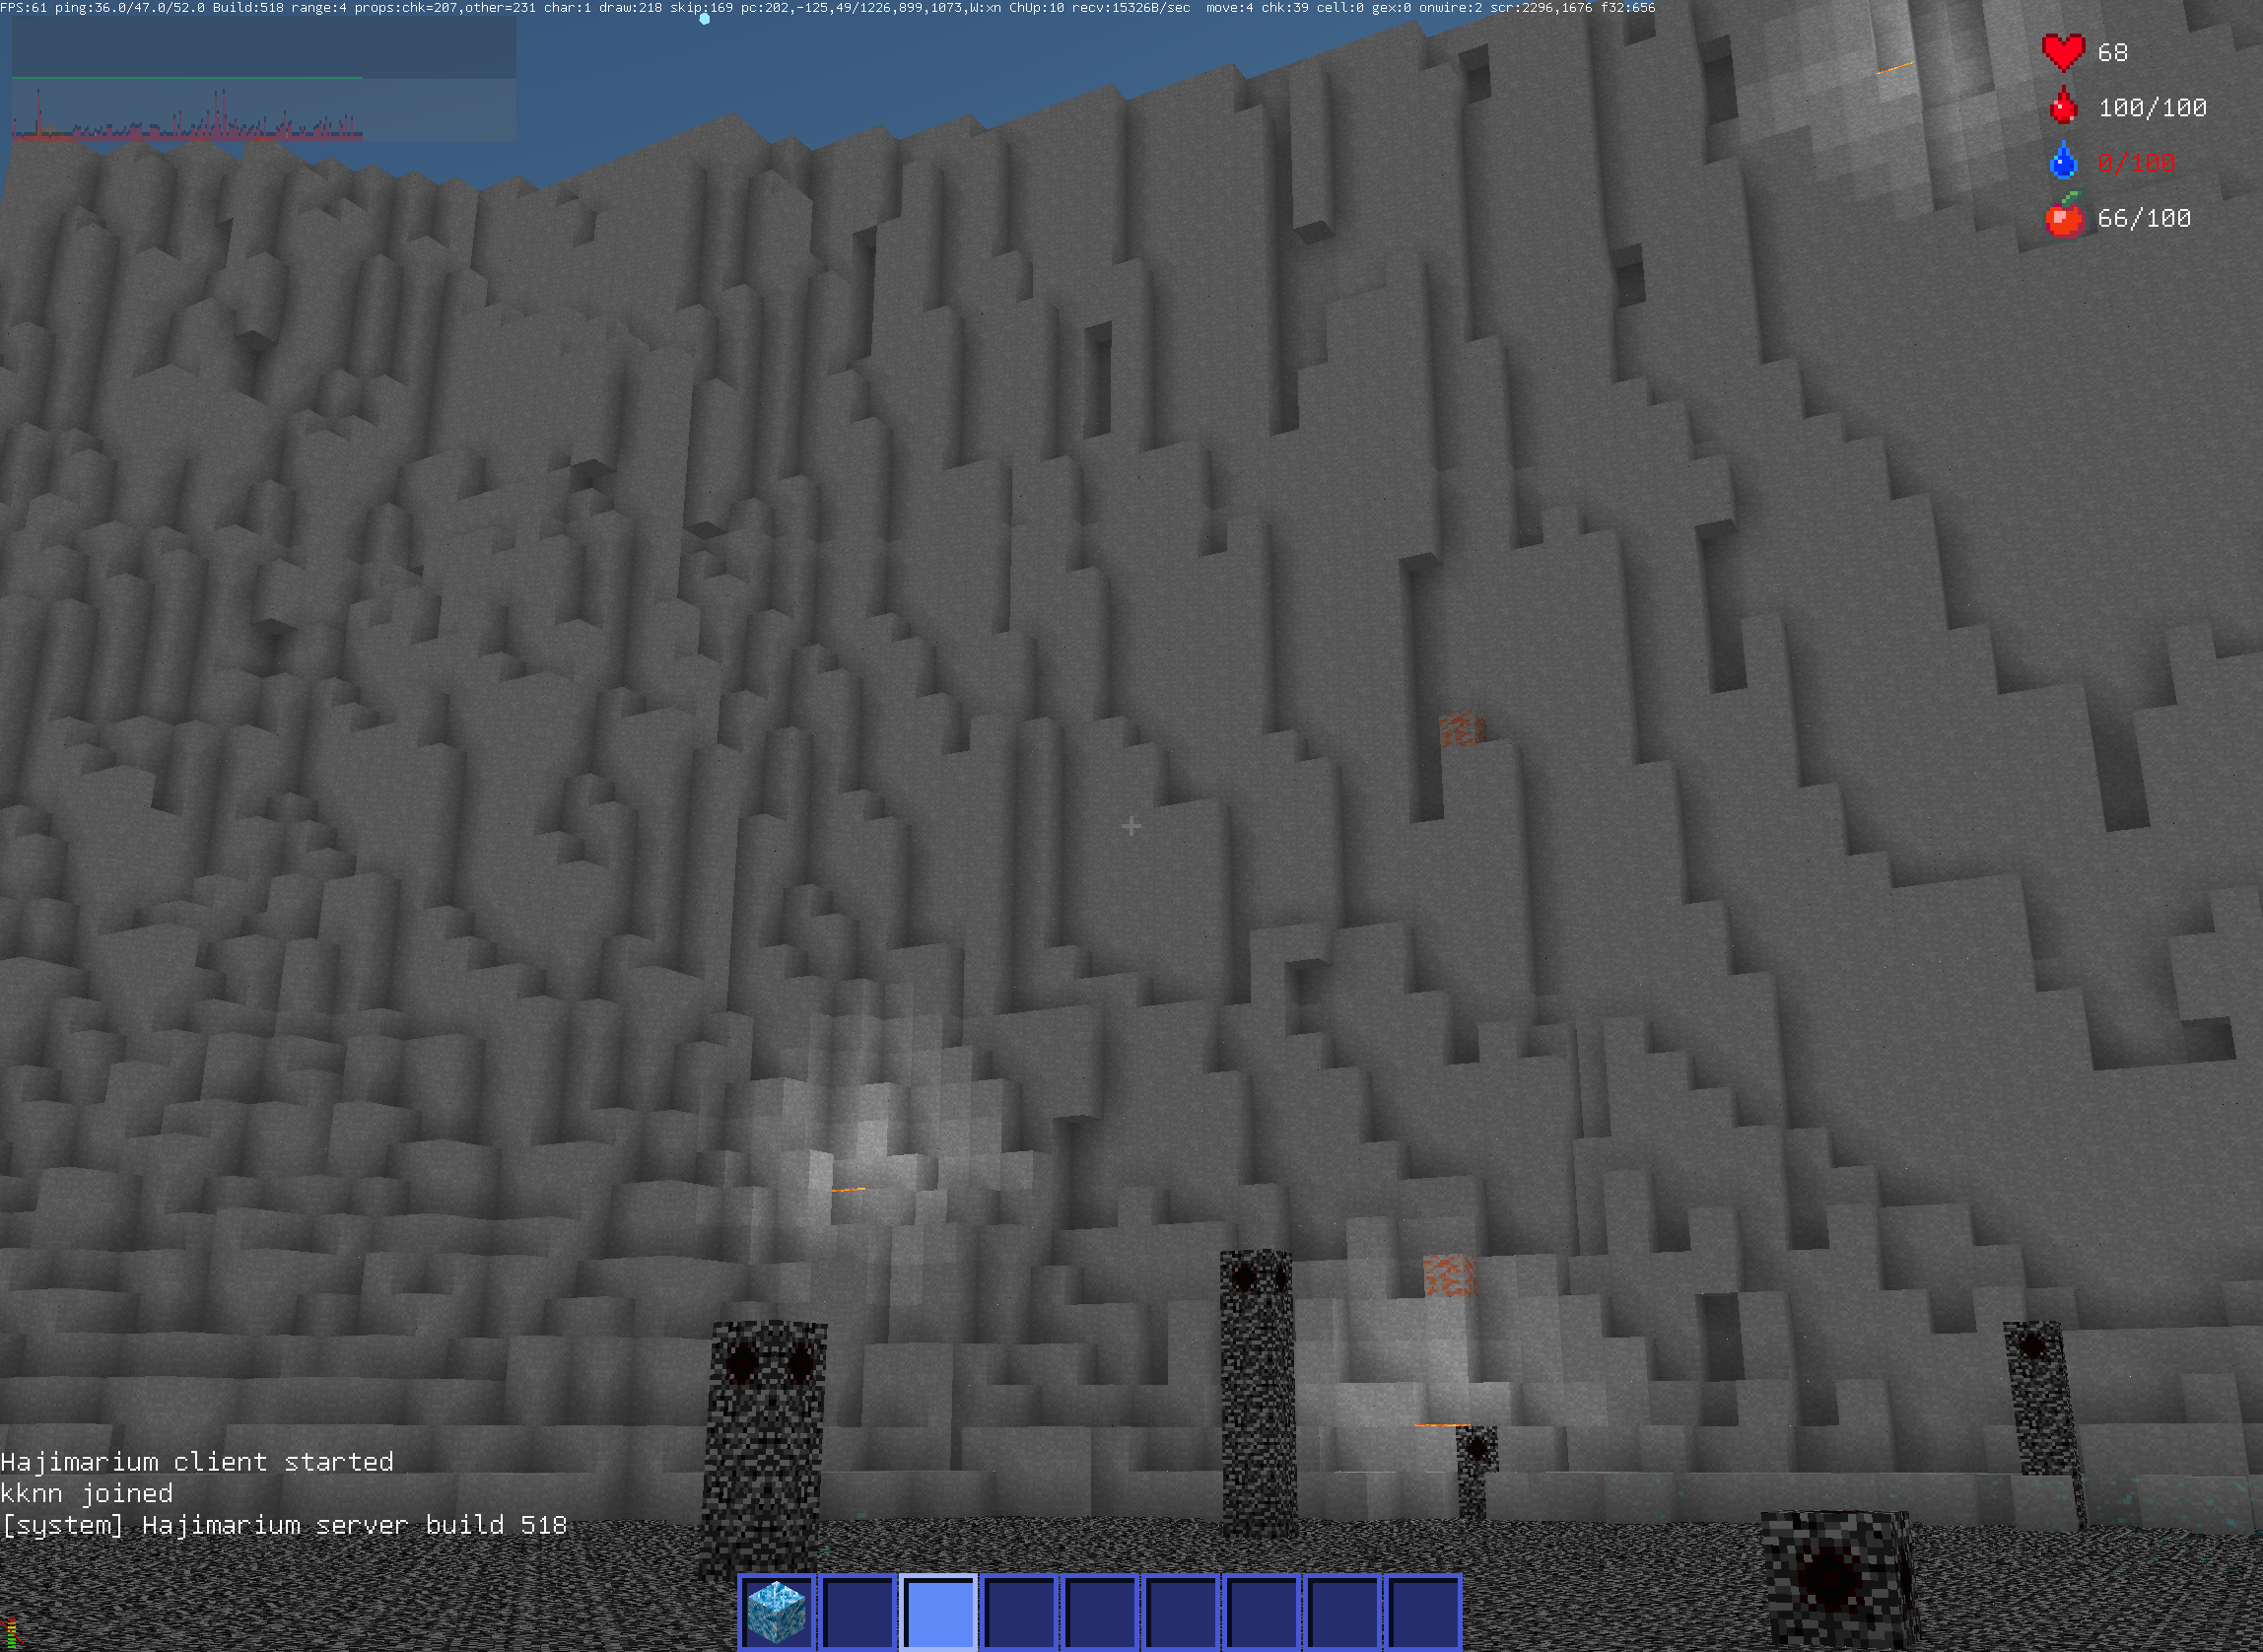 FPS:61 ping:36.0/47.0/52.0 Build:518 range:4 props:chk=207,other=231 char:1 draw:218 skip:169 pc:202,-125,49/1226,899,1073,W:xn ChUp:10 recv:15326B/sec  move:4 chk:39 cell:0 gex:0 onwire:2 scr:2296,1676 f32:656
68
100/100
0/100
66/100
Hajimarium client started
kknn joined
[system] Hajimarium server build 518